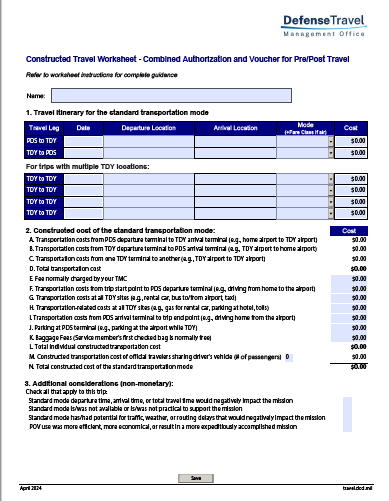 DefenseTravel
Management Office
Constructed Travel Worksheet - Combined Authorization and Voucher for Pre/Post Travel
Refer to worksheet instructions for complete guidance
Name:
1. Travel Itinerary for the standard transportation mode
Travel Leg Date Departure Location Arrival Location Mode (+Fare Class if air) Cost
PDS to TDY $0.00
TDY to PDS $0.00
For trips with multiple TDY locations:
TDY to TDY $0.00
TDY to TDY $0.00
TDY to TDY $0.00
TDY to TDY $0.00
2. Constructed cost of the standard transportation mode: Cost
A. Transportation costs from PDS departure terminal to TDY arrival terminal (e.g., home airport to TDY airport) $0.00
B. Transportation costs from TDY departure terminal to PDS arrival terminal (e.g., TDY airport to home airport) $0.00
C. Transportation costs from one TDY terminal to another (e.g., TDY airport to TDY airport) $0.00
D. Total transportation cost $0.00
E. Fee normally charged by your TMC $0.00
F. Transportation costs from trip start point to PDS departure terminal (e.g., driving from home to the airport) $0.00
G. Transportation costs at all TDY sites (e.g., rental car, bus to/from airport, taxi) $0.00
H. Transportation-related costs at all TDY sites (e.g., gas for rental car, parking at hotel, tolls) $0.00
I. Transportation costs from PDS arrival terminal to trip end point (e.g., driving home from the airport) $0.00
J. Parking at PDS terminal (e.g., parking at the airport while TDY) $0.00
K. Baggage Fees (Service member's first checked bag is normally free) $0.00
L. Total individual constructed transportation cost $0.00
M. Constructed transportation cost of official travelers sharing driver's vehicle (# of passengers) 0 $0.00
N. Total constructed cost of the standard transportation mode $0.00
3. Additional considerations (non-monetary):
Check all that apply to this trip:
Standard mode departure time, arrival time, or total travel time would negatively impact the mission
Standard mode is/was not available or is/was not practical to support the mission
Standard mode has/had potential for traffic, weather, or routing delays that would negatively impact the mission
POV use was more efficient, more economical, or result in a more expeditiously accomplished mission
Save
April 2024 travel.dod.mil